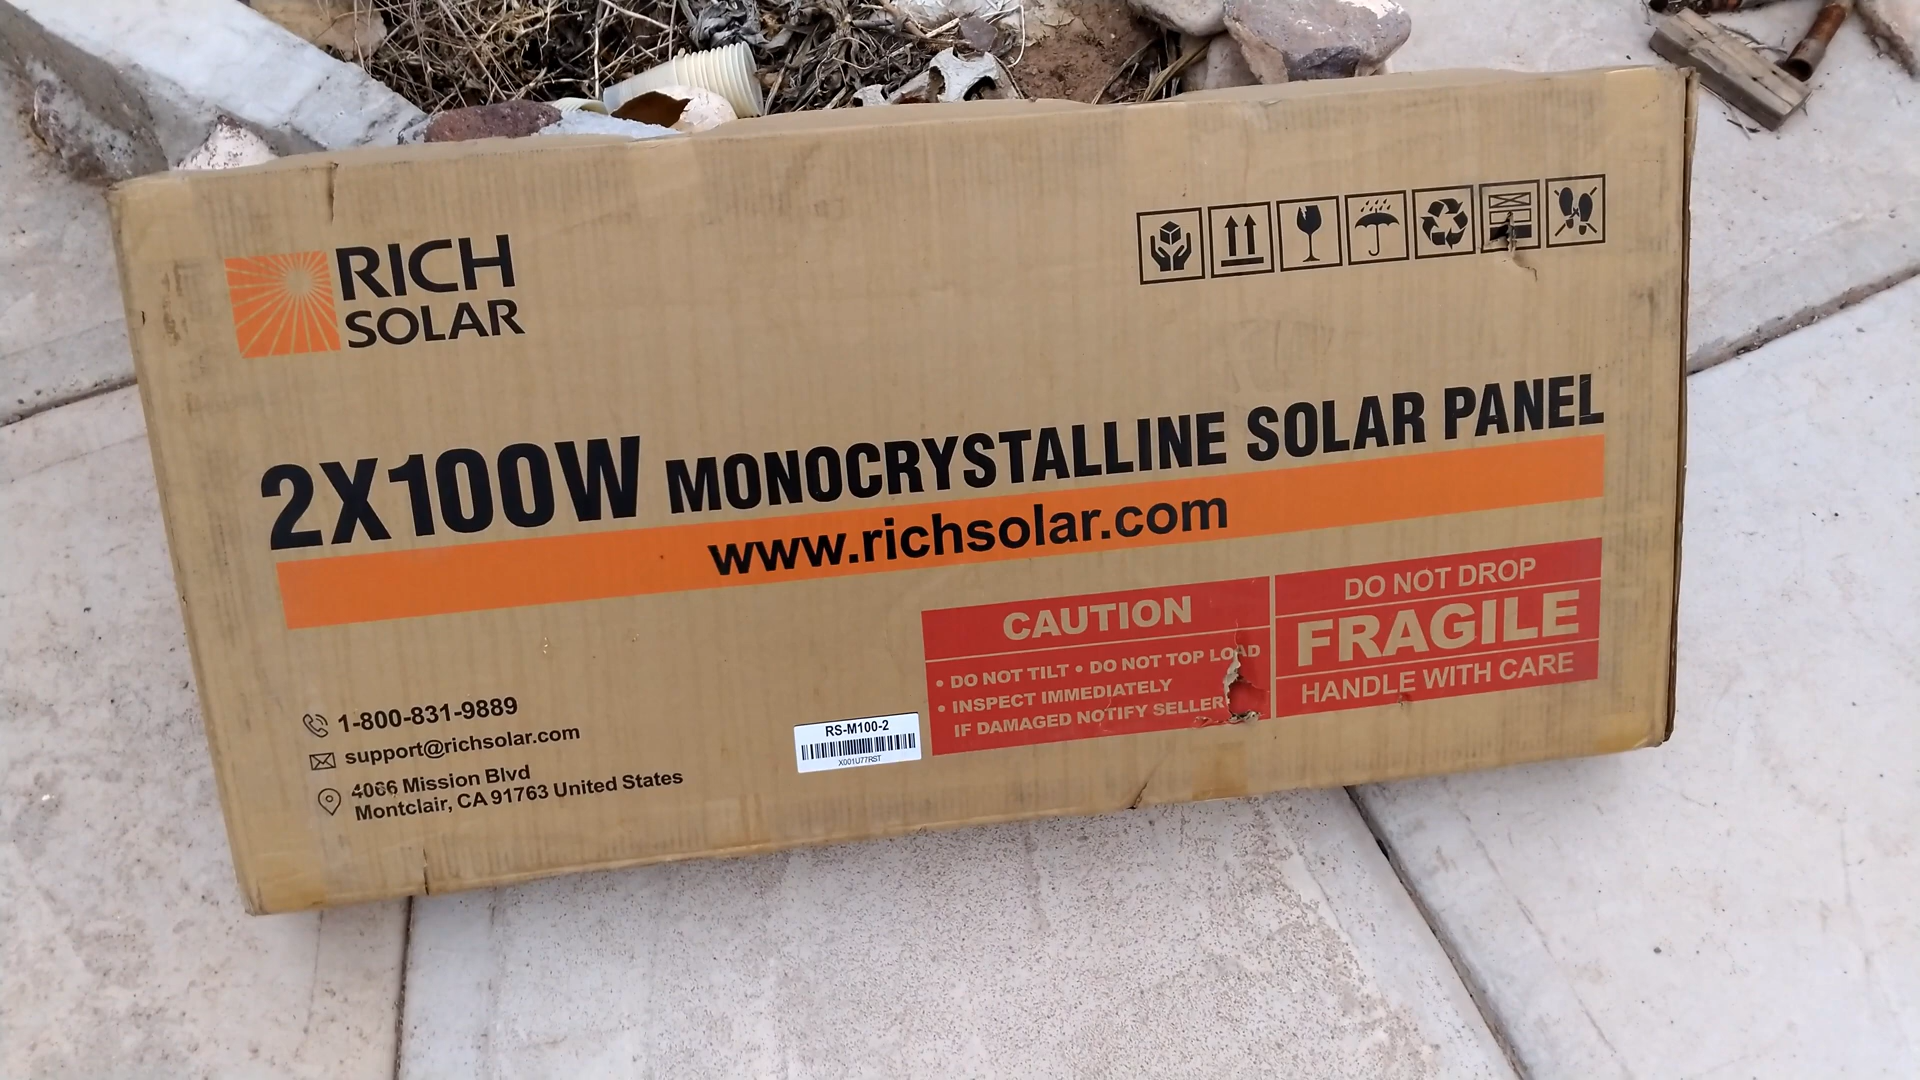 RICH
SOLAR
2X100W MONOCRYSTALLINE SOLAR PANEL
www.richsolar.com
CAUTION
• DO NOT TILT • DO NOT TOP LOAD
• INSPECT IMMEDIATELY
IF DAMAGED NOTIFY SELLER
DO NOT DROP
FRAGILE
HANDLE WITH CARE
1-800-831-9889
support@richsolar.com
4066 Mission Blvd
Montclair, CA 91763 United States
RS-M100-2
X001U77RST